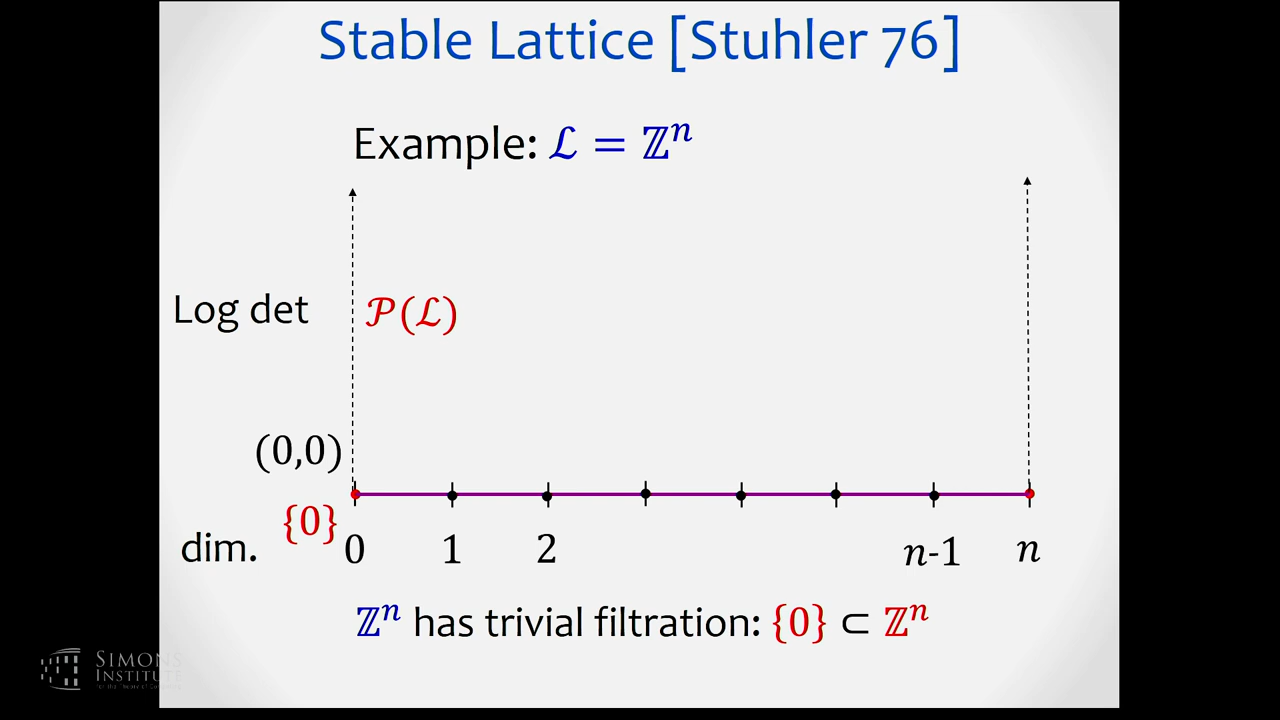 Stable Lattice [Stuhler 76]
Example: ℒ = ℤⁿ
Log det
𝒫(ℒ)
(0,0)
{0}
dim.
0 1 2 n-1 n
ℤⁿ has trivial filtration: {0} ⊂ ℤⁿ
SIMONS
INSTITUTE